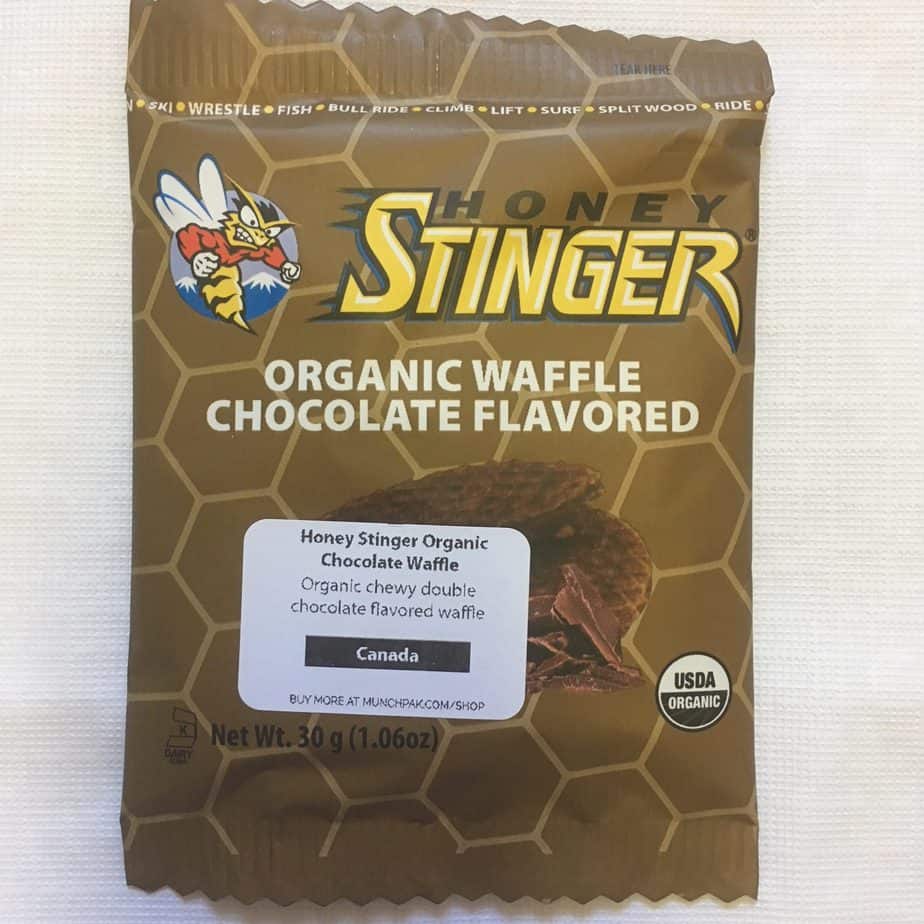 TEAR HERE
N • SKI • WRESTLE • FISH • BULL RIDE • CLIMB • LIFT • SURF • SPLIT WOOD • RIDE •
HONEY
STINGER®
ORGANIC WAFFLE
CHOCOLATE FLAVORED
Honey Stinger Organic
Chocolate Waffle
Organic chewy double
chocolate flavored waffle
Canada
BUY MORE AT MUNCHPAK.COM/SHOP
USDA
ORGANIC
K
DAIRY
Net Wt. 30 g (1.06oz)